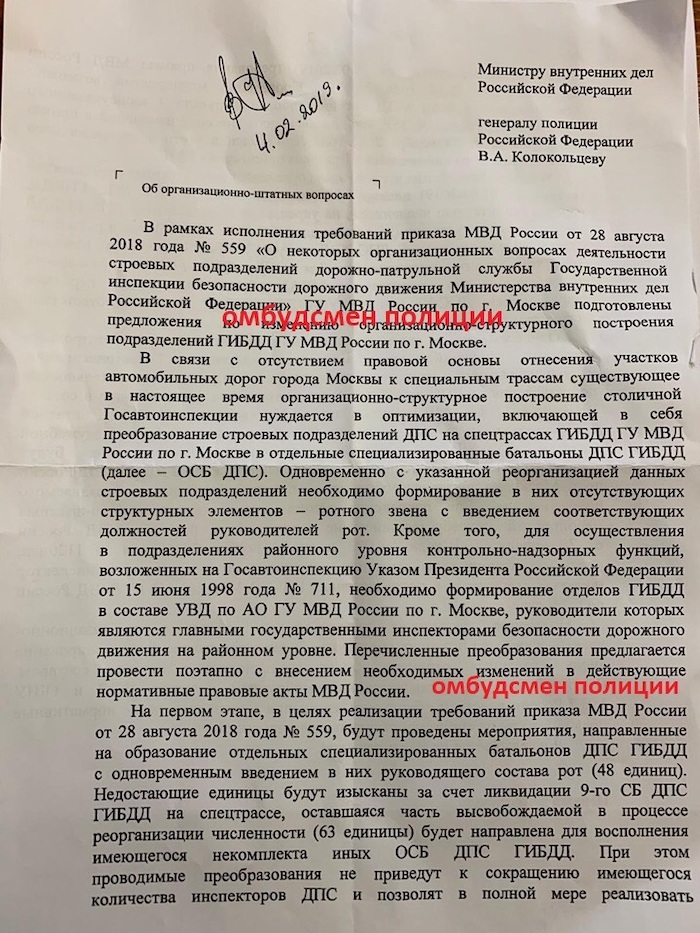 4.02.2019.
Министру внутренних дел
Российской Федерации
генералу полиции
Российской Федерации
В.А. Колокольцеву
Об организационно-штатных вопросах
В рамках исполнения требований приказа МВД России от 28 августа
2018 года № 559 «О некоторых организационных вопросах деятельности
строевых подразделений дорожно-патрульной службы Государственной
инспекции безопасности дорожного движения Министерства внутренних дел
Российской Федерации» ГУ МВД России по г. Москве подготовлены
омбудсмен полиции
предложения по изменению организационно-структурного построения
подразделений ГИБДД ГУ МВД России по г. Москве.
В связи с отсутствием правовой основы отнесения участков
автомобильных дорог города Москвы к специальным трассам существующее
в настоящее время организационно-структурное построение столичной
Госавтоинспекции нуждается в оптимизации, включающей в себя
преобразование строевых подразделений ДПС на спецтрассах ГИБДД ГУ МВД
России по г. Москве в отдельные специализированные батальоны ДПС ГИБДД
(далее – ОСБ ДПС). Одновременно с указанной реорганизацией данных
строевых подразделений необходимо формирование в них отсутствующих
структурных элементов – ротного звена с введением соответствующих
должностей руководителей рот. Кроме того, для осуществления
в подразделениях районного уровня контрольно-надзорных функций,
возложенных на Госавтоинспекцию Указом Президента Российской Федерации
от 15 июня 1998 года № 711, необходимо формирование отделов ГИБДД
в составе УВД по АО ГУ МВД России по г. Москве, руководители которых
являются главными государственными инспекторами безопасности дорожного
движения на районном уровне. Перечисленные преобразования предлагается
провести поэтапно с внесением необходимых изменений в действующие
нормативные правовые акты МВД России.
омбудсмен полиции
На первом этапе, в целях реализации требований приказа МВД России
от 28 августа 2018 года № 559, будут проведены мероприятия, направленные
на образование отдельных специализированных батальонов ДПС ГИБДД
с одновременным введением в них руководящего состава рот (48 единиц).
Недостающие единицы будут изысканы за счет ликвидации 9-го СБ ДПС
ГИБДД на спецтрассе, оставшаяся часть высвобождаемой в процессе
реорганизации численности (63 единицы) будет направлена для восполнения
имеющегося некомплекта иных ОСБ ДПС ГИБДД. При этом
проводимые преобразования не приведут к сокращению имеющегося
количества инспекторов ДПС и позволят в полной мере реализовать